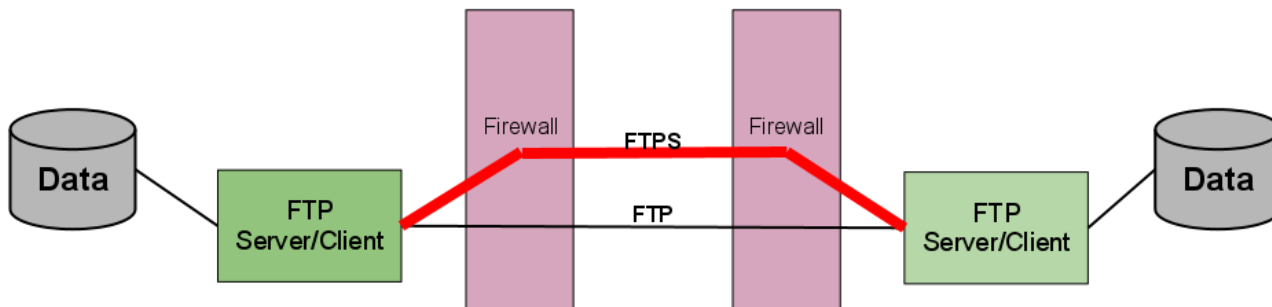 Firewall
Firewall
FTPS
Data
Data
FTP
Server/Client
FTP
FTP
Server/Client